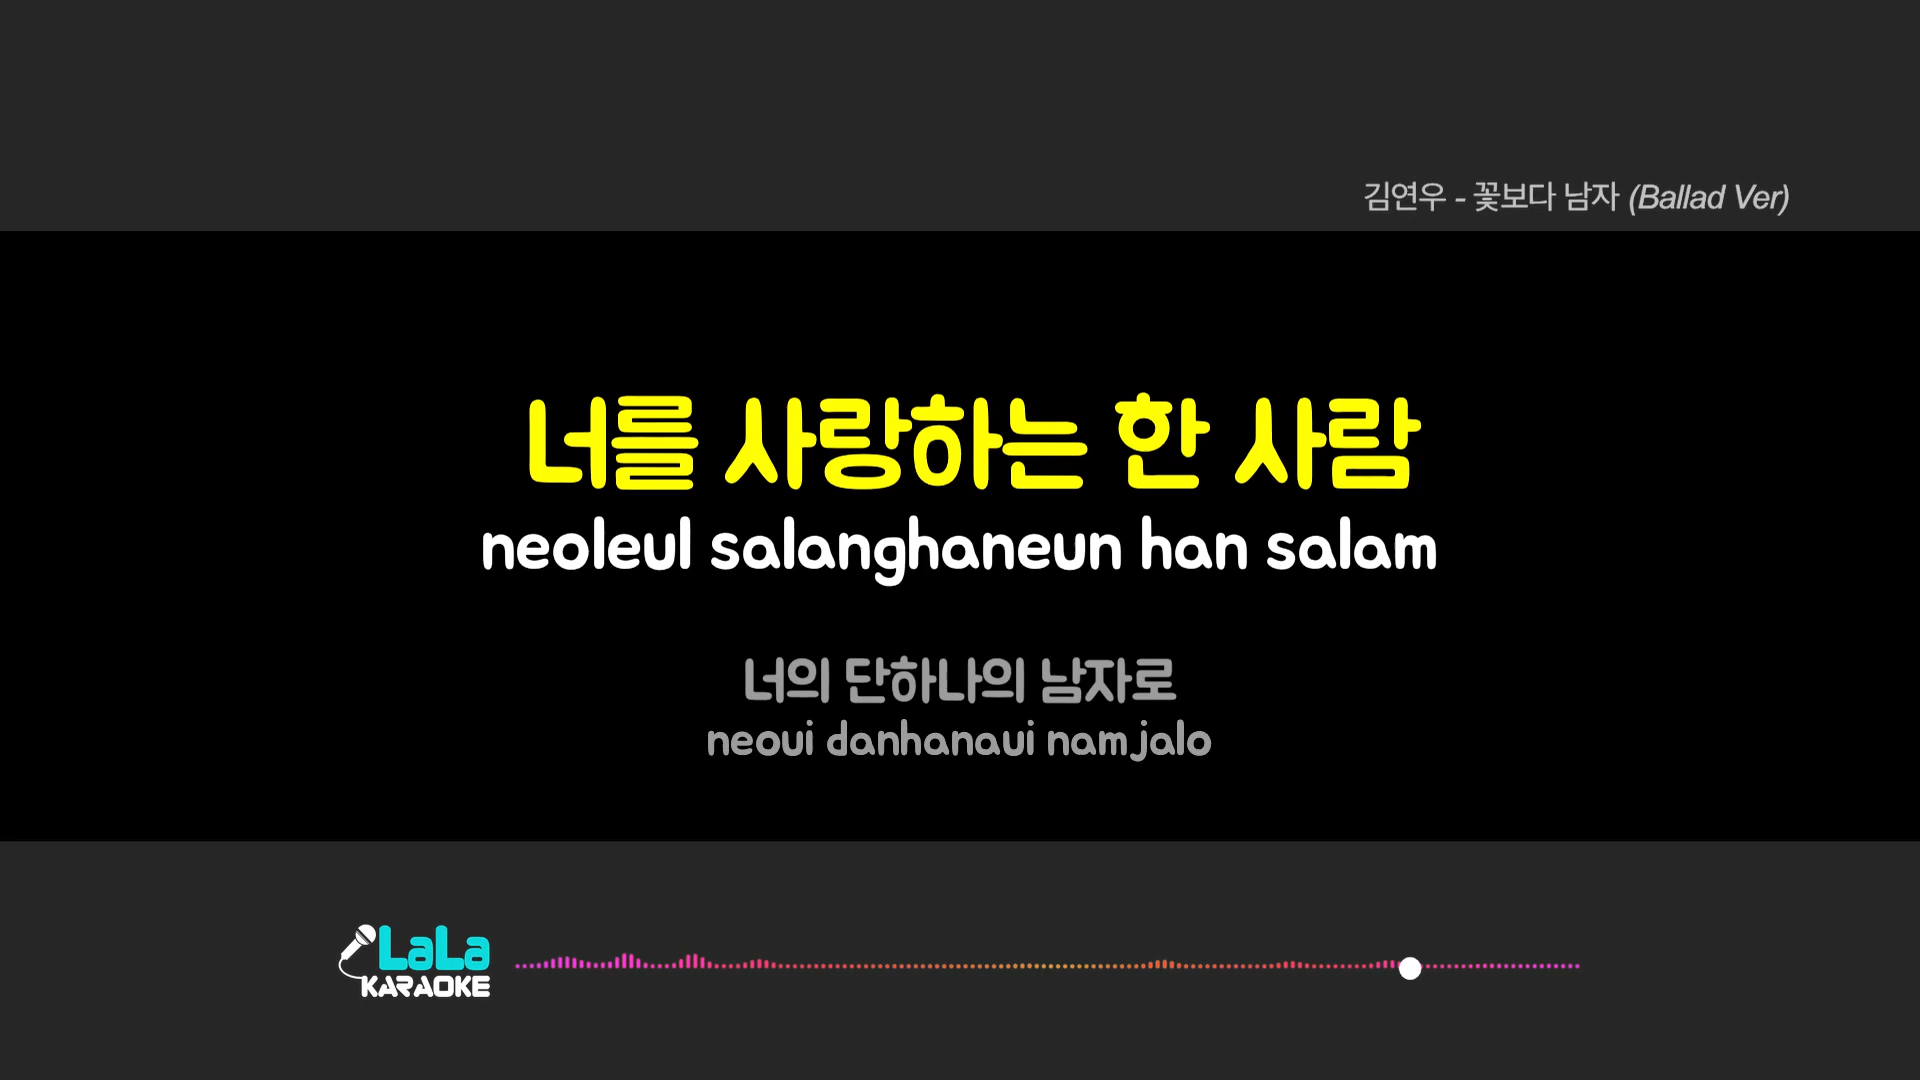 김연우 - 꽃보다 남자 (Ballad Ver)
너를 사랑하는 한 사람
neoleul salanghaneun han salam
너의 단하나의 남자로
neoui danhanaui namjalo
LaLa
KARAOKE